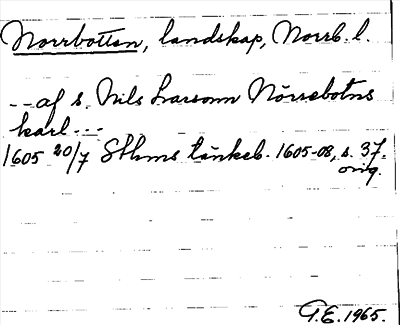 Norrbotten, landskap, Norrb. l.
-- af s. Nils Larsonn Nörrebotns
karl ---
1605 20/7 Sthms tänkeb. 1605-08, s. 37.
orig.
G.E. 1965.